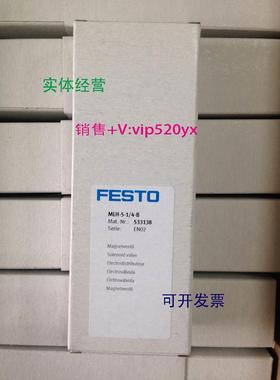 实体经营
销售+V:vip520yx
FESTO
MLH-5-1/4-B
Mat.-Nr.: 533138
Serie: EN02
Magnetventil
Solenoid valve
Electrodistributeur
Electroválvula
Elettrovalvola
Magnetventil
可开发票